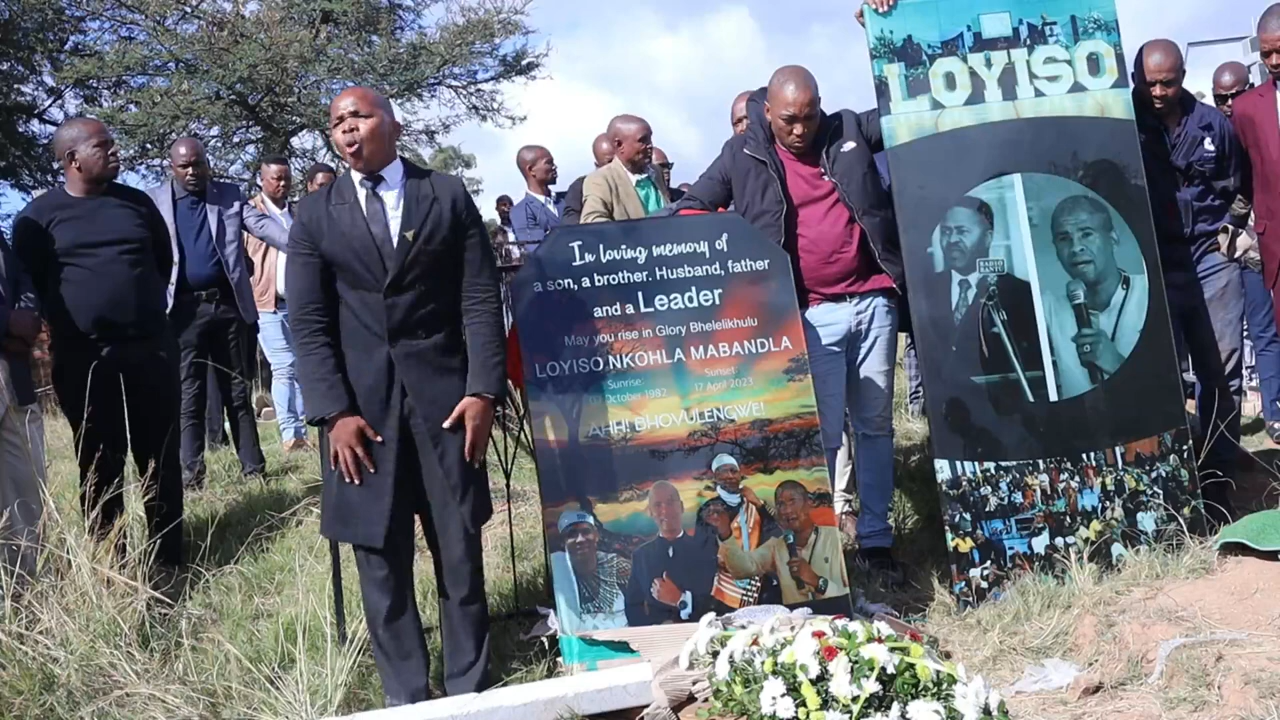 In loving memory of
a son, a brother. Husband, father
and a Leader
May you rise in Glory Bhelelikhulu
LOYISO NKOHLA MABANDLA
Sunrise:
October 1982
Sunset:
17 April 2023
AHH! BHOVULENGWE!
LOYISO
RADIO
BANTU